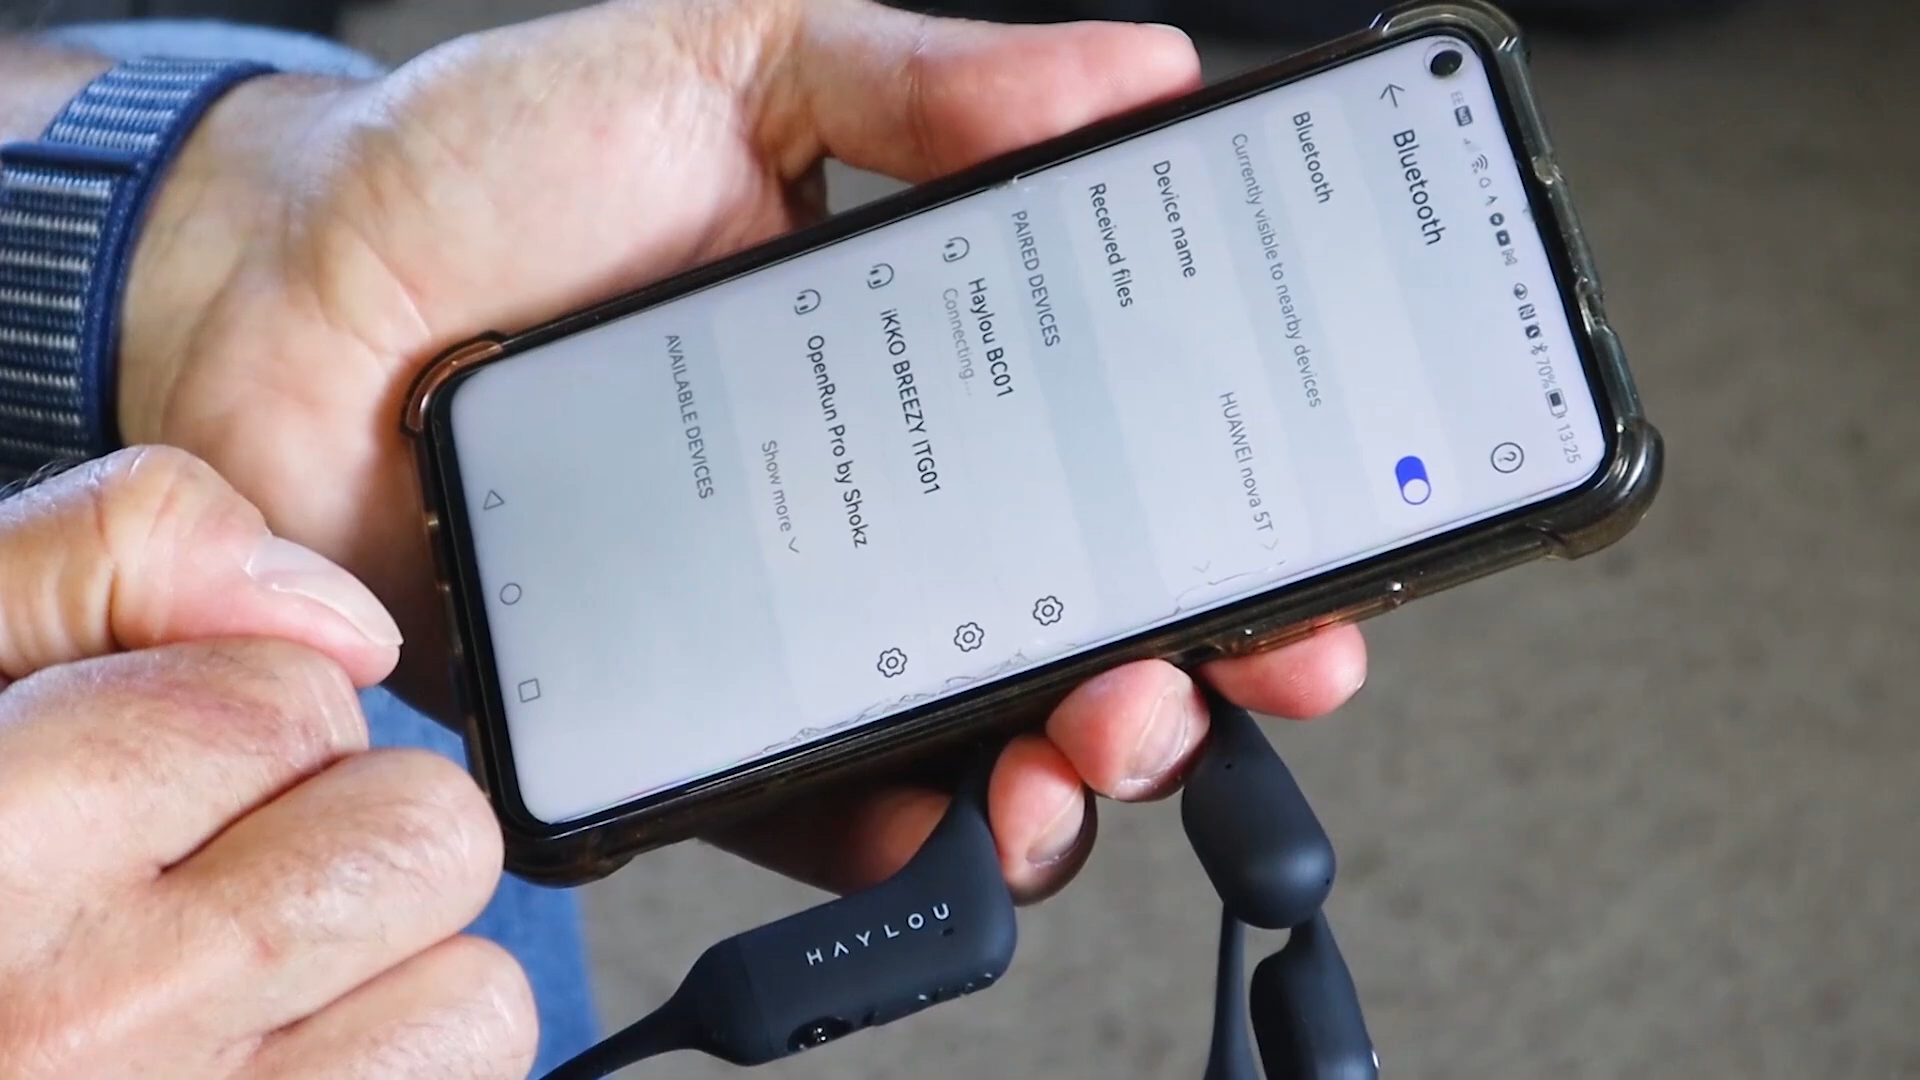 EE 70% 13:25
Bluetooth
Bluetooth
Currently visible to nearby devices
Device name HUAWEI nova 5T
Received files
PAIRED DEVICES
Haylou BC01
Connecting...
iKKO BREEZY ITG01
OpenRun Pro by Shokz
Show more
AVAILABLE DEVICES
HAYLOU